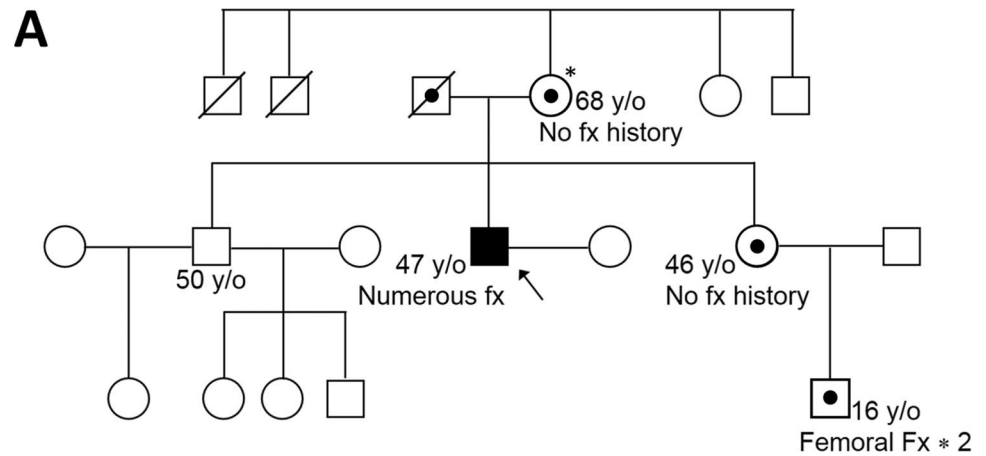 A
*
68 y/o
No fx history
50 y/o
47 y/o
Numerous fx
46 y/o
No fx history
16 y/o
Femoral Fx * 2